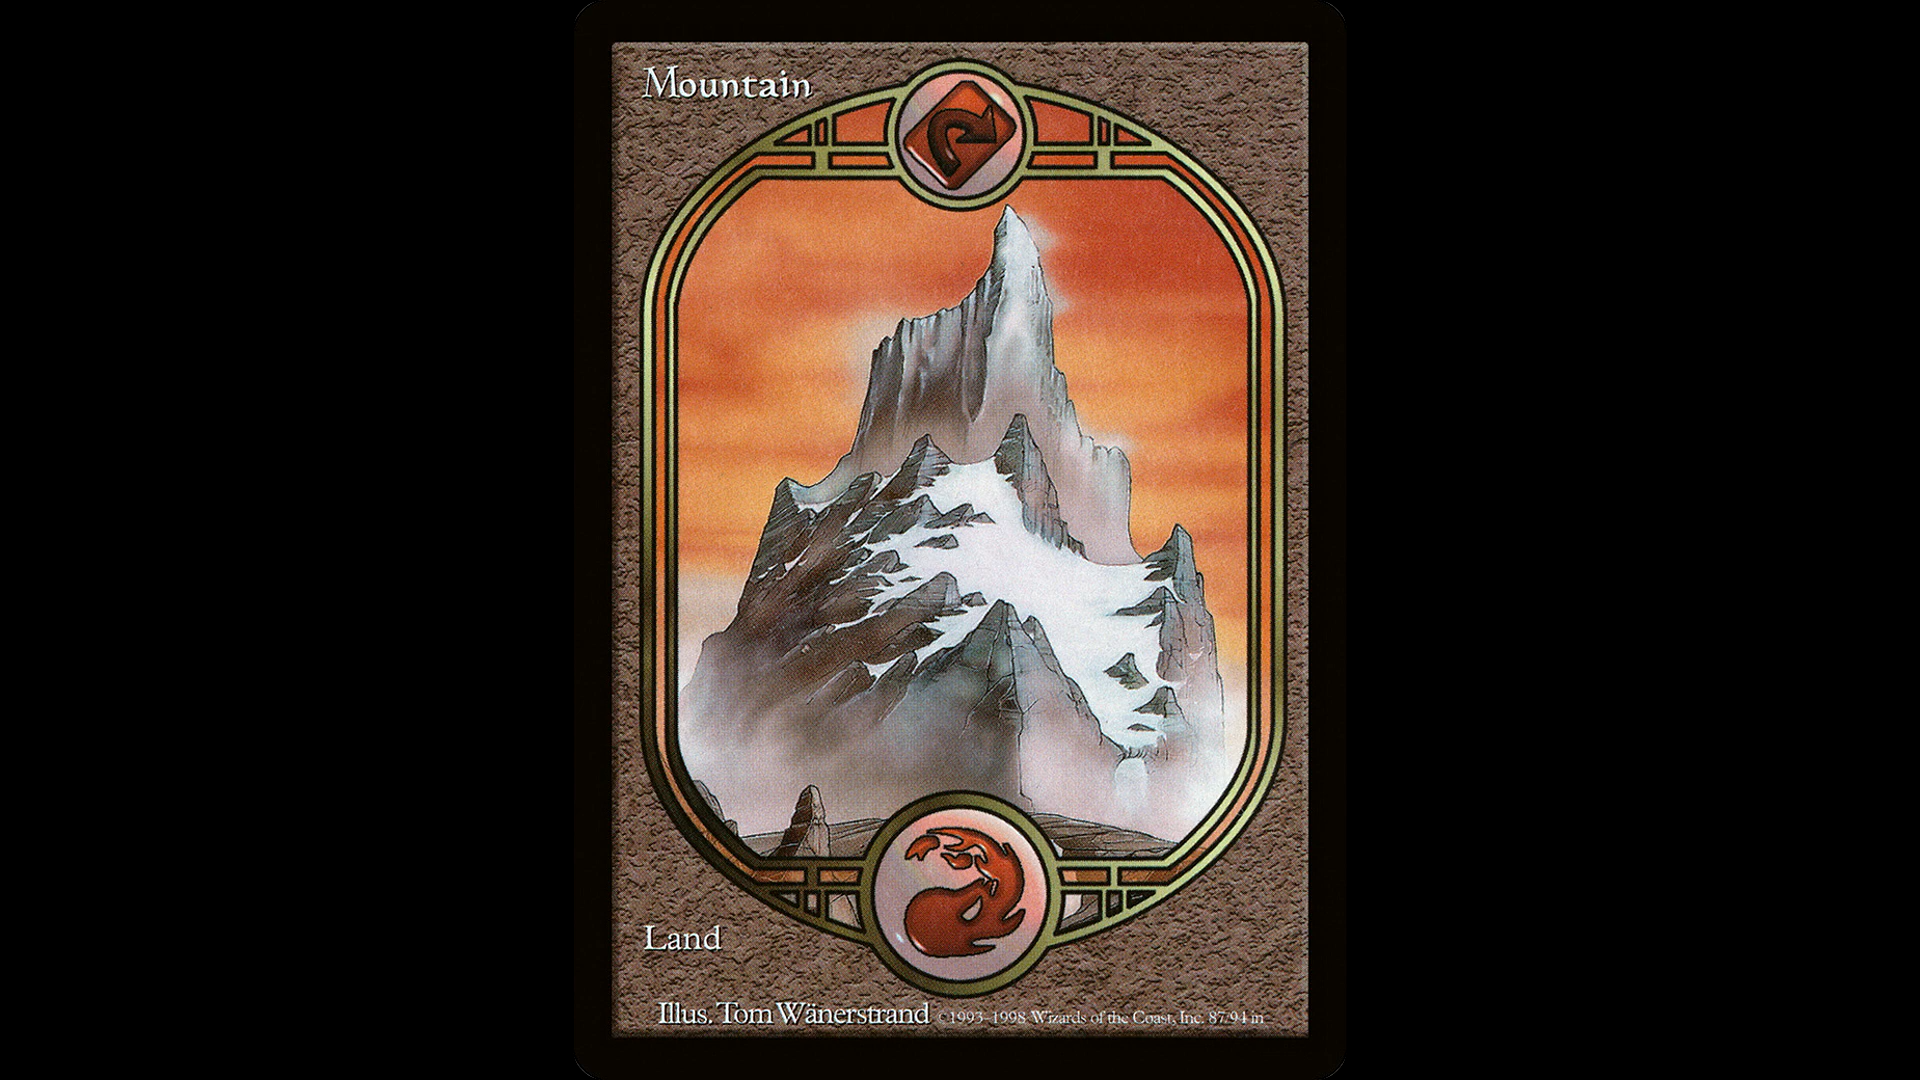 Mountain
Land
Illus. Tom Wänerstrand ©1993-1998 Wizards of the Coast, Inc. 87/94 in